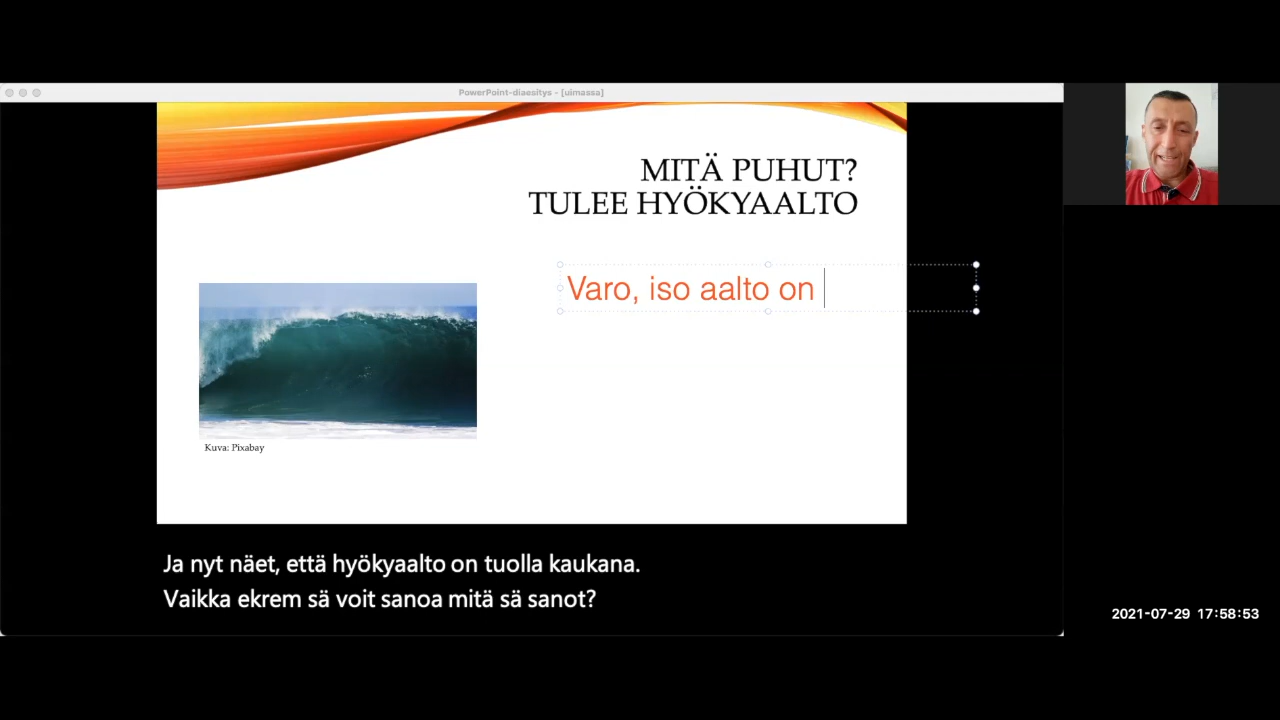 PowerPoint-diaesitys - [uimassa]
MITÄ PUHUT?
TULEE HYÖKYAALTO
Varo, iso aalto on
Kuva: Pixabay
Ja nyt näet, että hyökyaalto on tuolla kaukana.
Vaikka ekrem sä voit sanoa mitä sä sanot?
2021-07-29 17:58:53